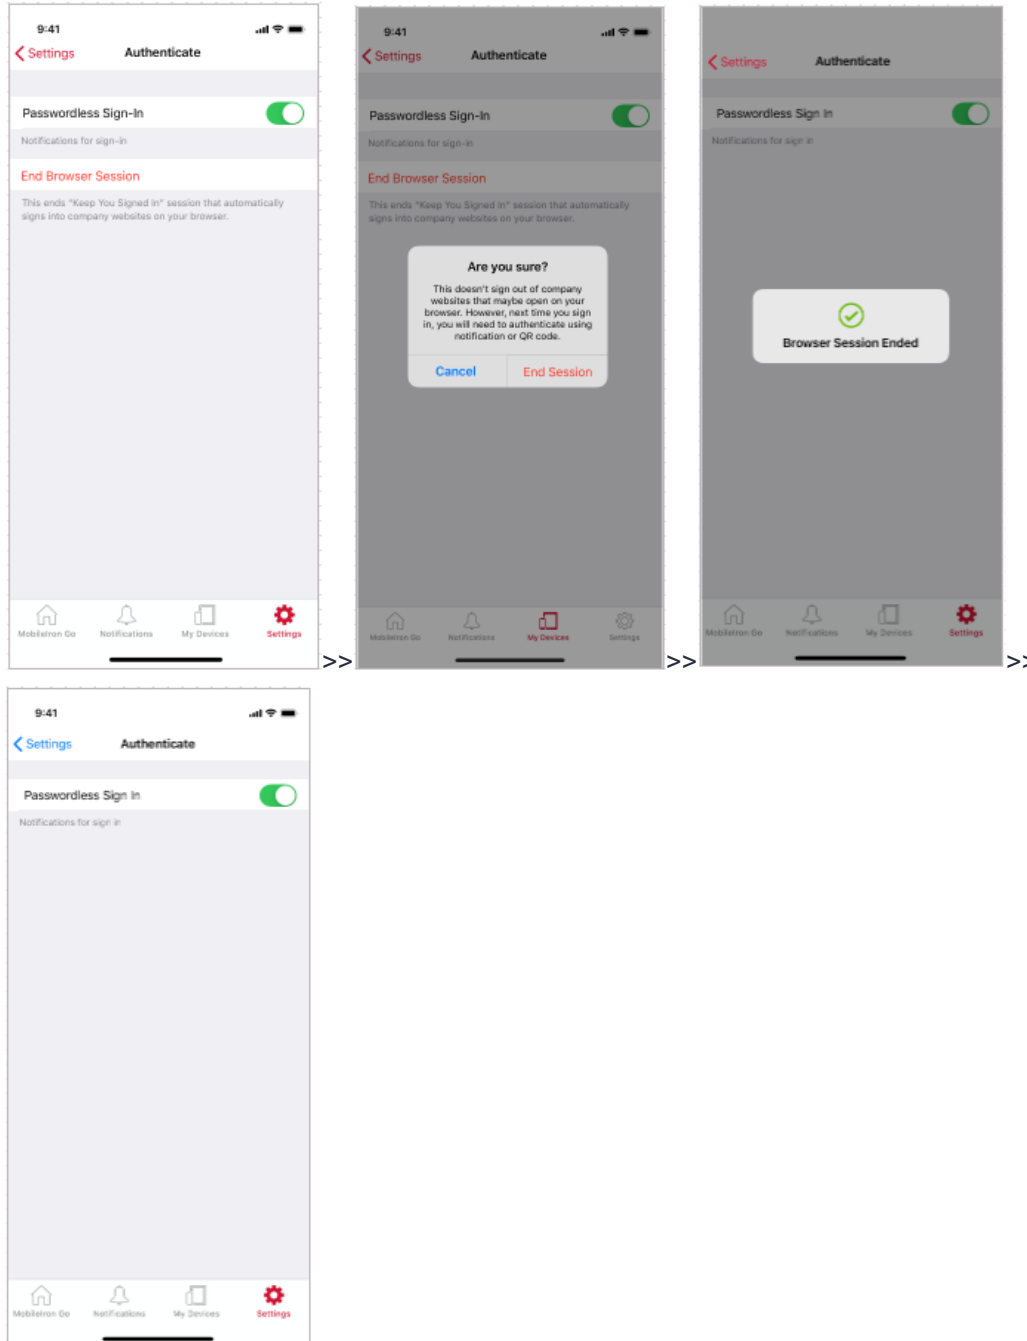 9:41
Settings
Authenticate
Passwordless Sign-In
Notifications for sign-in
End Browser Session
This ends "Keep You Signed In" session that automatically
signs into company websites on your browser.
MobileIron Go
Notifications
My Devices
Settings
>>
9:41
Settings
Authenticate
Passwordless Sign-In
Notifications for sign-in
End Browser Session
This ends "Keep You Signed In" session that automatically
signs into company websites on your browser.
Are you sure?
This doesn't sign out of company
websites that maybe open on your
browser. However, next time you sign
in, you will need to authenticate using
notification or QR code.
Cancel
End Session
MobileIron Go
Notifications
My Devices
Settings
>>
Settings
Authenticate
Passwordless Sign In
Notifications for sign in
Browser Session Ended
MobileIron Go
Notifications
My Devices
Settings
>>
9:41
Settings
Authenticate
Passwordless Sign In
Notifications for sign in
MobileIron Go
Notifications
My Devices
Settings